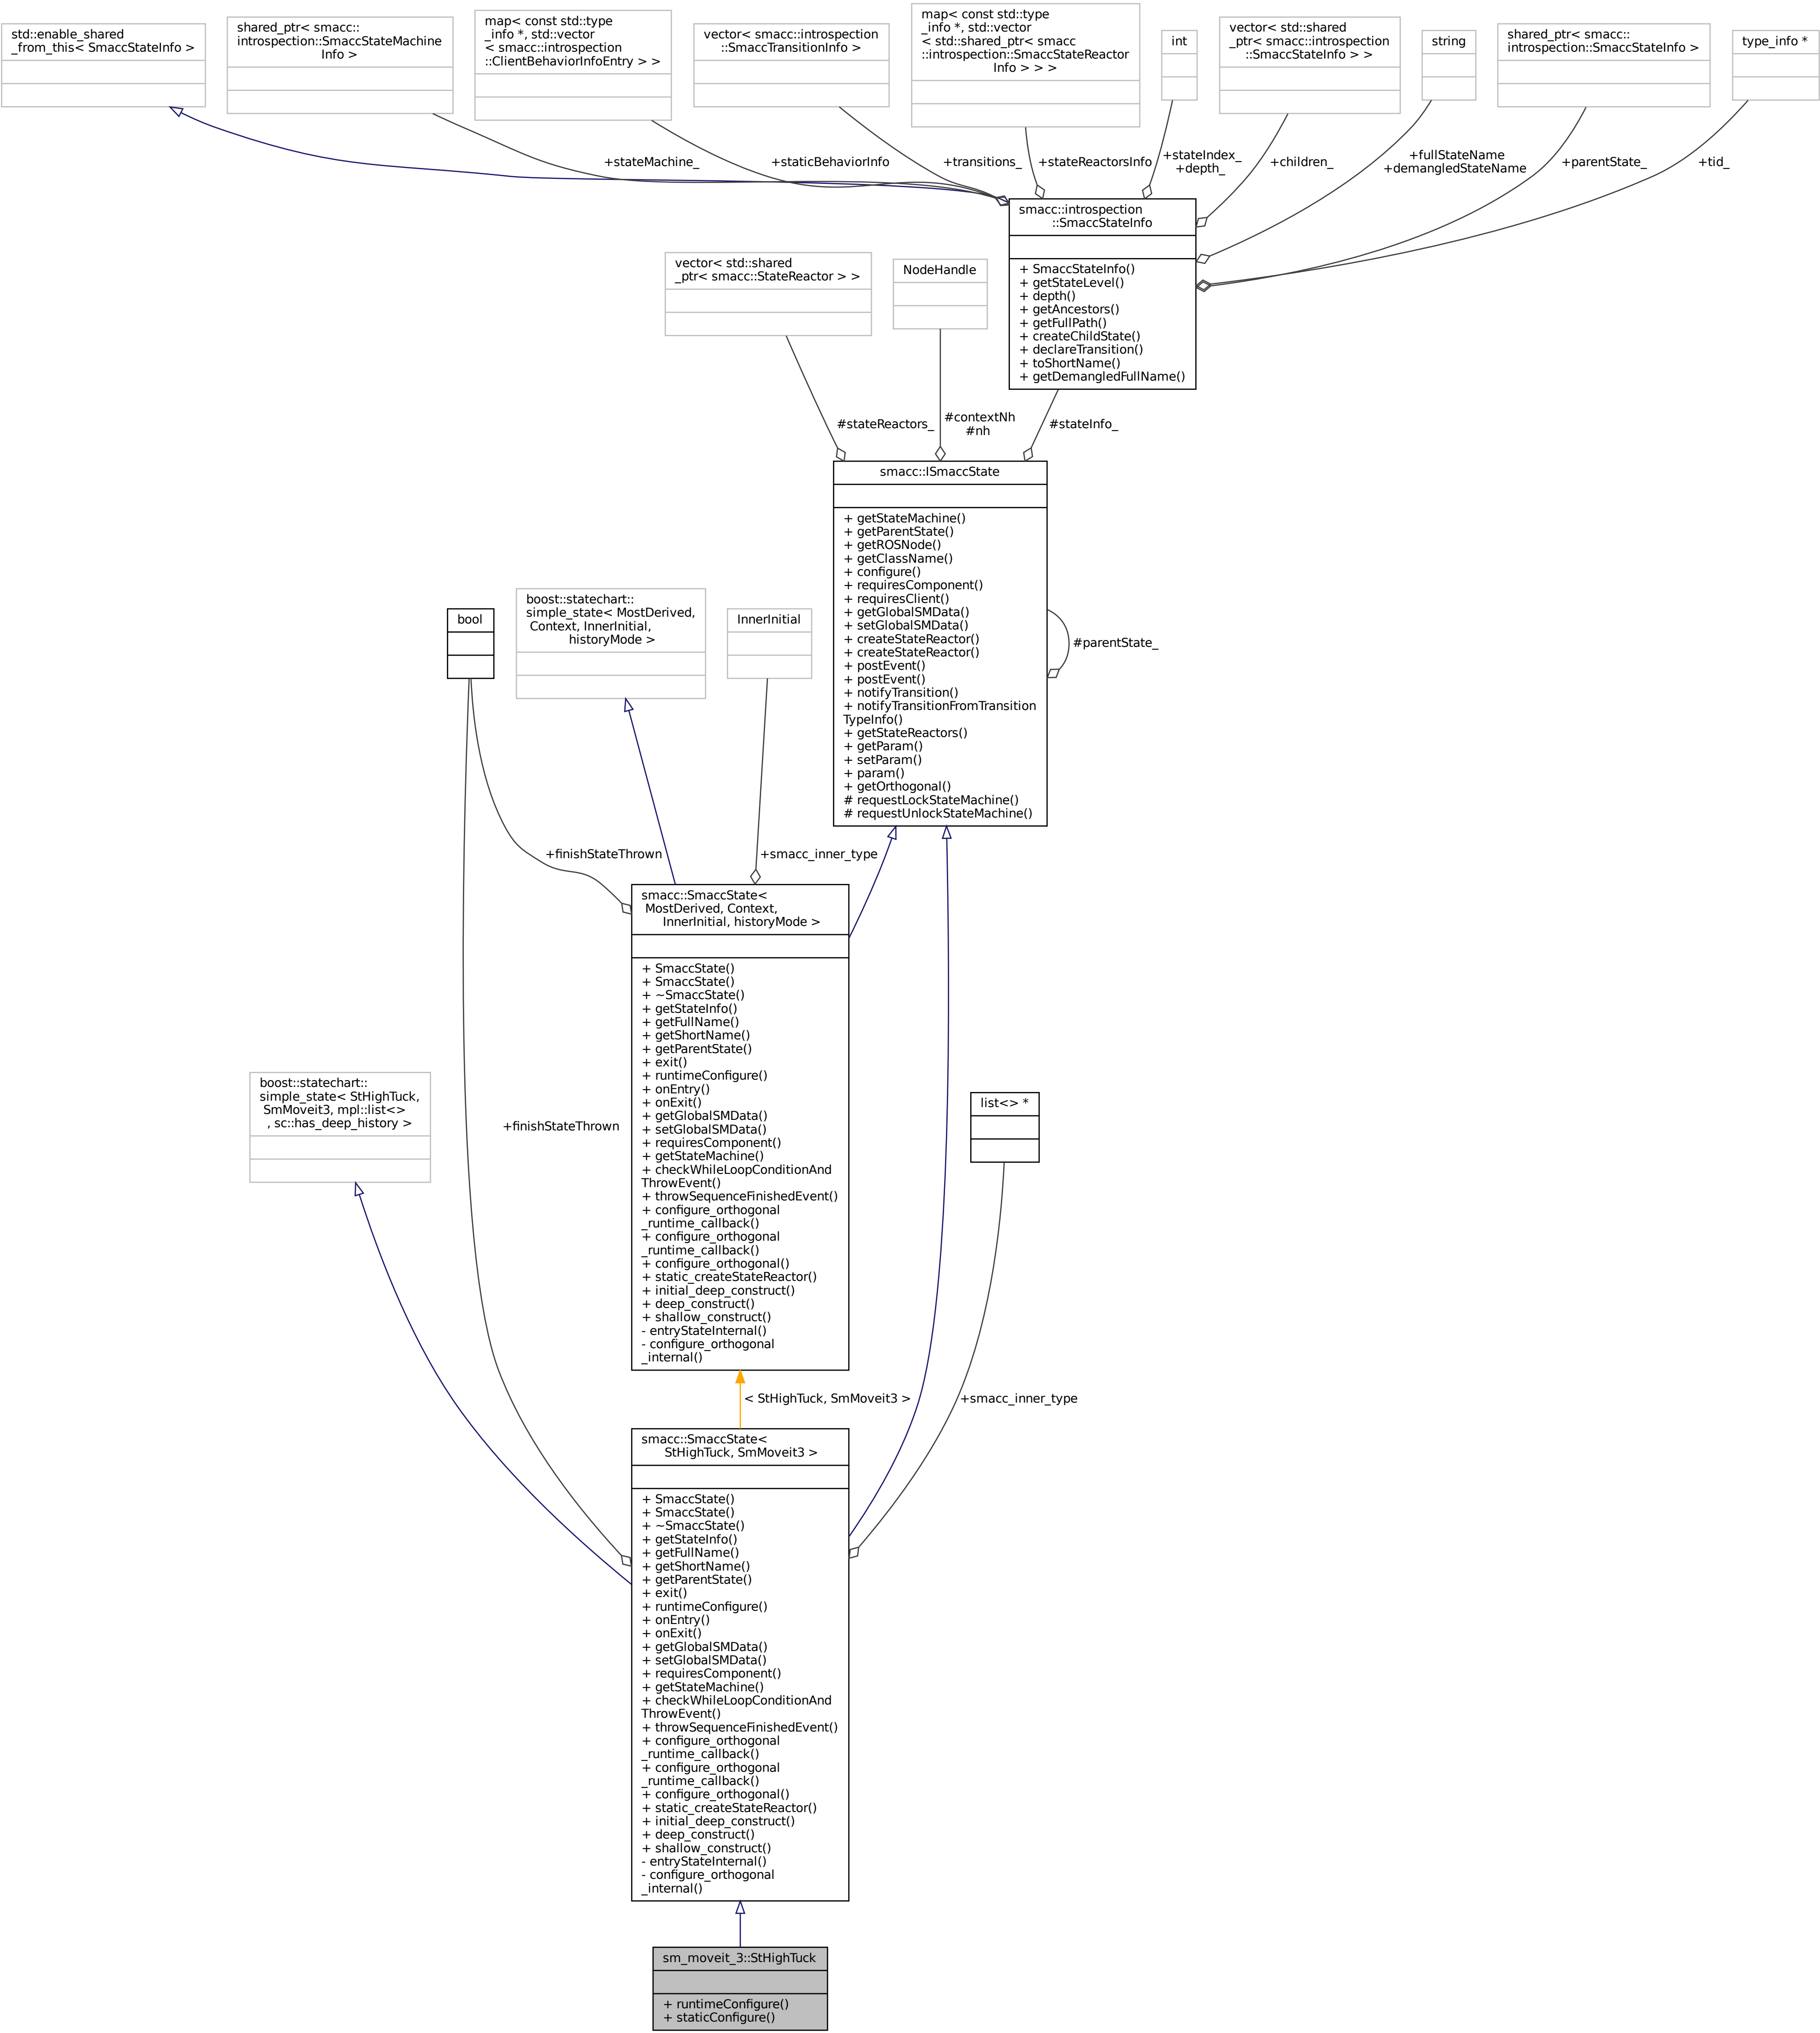 std::enable_shared
_from_this< SmaccStateInfo >
shared_ptr< smacc::
introspection::SmaccStateMachine
Info >
map< const std::type
_info *, std::vector
< smacc::introspection
::ClientBehaviorInfoEntry > >
vector< smacc::introspection
::SmaccTransitionInfo >
map< const std::type
_info *, std::vector
< std::shared_ptr< smacc
::introspection::SmaccStateReactor
Info > > >
int
vector< std::shared
_ptr< smacc::introspection
::SmaccStateInfo > >
string
shared_ptr< smacc::
introspection::SmaccStateInfo >
type_info *
+stateMachine_
+staticBehaviorInfo
+transitions_
+stateReactorsInfo
+stateIndex_
+depth_
+children_
+fullStateName
+demangledStateName
+parentState_
+tid_
smacc::introspection
::SmaccStateInfo
+ SmaccStateInfo()
+ getStateLevel()
+ depth()
+ getAncestors()
+ getFullPath()
+ createChildState()
+ declareTransition()
+ toShortName()
+ getDemangledFullName()
vector< std::shared
_ptr< smacc::StateReactor > >
NodeHandle
#stateReactors_
#contextNh
#nh
#stateInfo_
smacc::ISmaccState
+ getStateMachine()
+ getParentState()
+ getROSNode()
+ getClassName()
+ configure()
+ requiresComponent()
+ requiresClient()
+ getGlobalSMData()
+ setGlobalSMData()
+ createStateReactor()
+ createStateReactor()
+ postEvent()
+ postEvent()
+ notifyTransition()
+ notifyTransitionFromTransition
TypeInfo()
+ getStateReactors()
+ getParam()
+ setParam()
+ param()
+ getOrthogonal()
# requestLockStateMachine()
# requestUnlockStateMachine()
#parentState_
bool
boost::statechart::
simple_state< MostDerived,
Context, InnerInitial,
historyMode >
InnerInitial
+finishStateThrown
+smacc_inner_type
smacc::SmaccState<
MostDerived, Context,
InnerInitial, historyMode >
+ SmaccState()
+ SmaccState()
+ ~SmaccState()
+ getStateInfo()
+ getFullName()
+ getShortName()
+ getParentState()
+ exit()
+ runtimeConfigure()
+ onEntry()
+ onExit()
+ getGlobalSMData()
+ setGlobalSMData()
+ requiresComponent()
+ getStateMachine()
+ checkWhileLoopConditionAnd
ThrowEvent()
+ throwSequenceFinishedEvent()
+ configure_orthogonal
_runtime_callback()
+ configure_orthogonal
_runtime_callback()
+ configure_orthogonal()
+ static_createStateReactor()
+ initial_deep_construct()
+ deep_construct()
+ shallow_construct()
- entryStateInternal()
- configure_orthogonal
_internal()
boost::statechart::
simple_state< StHighTuck,
SmMoveit3, mpl::list<>
, sc::has_deep_history >
+finishStateThrown
list<> *
< StHighTuck, SmMoveit3 >
+smacc_inner_type
smacc::SmaccState<
StHighTuck, SmMoveit3 >
+ SmaccState()
+ SmaccState()
+ ~SmaccState()
+ getStateInfo()
+ getFullName()
+ getShortName()
+ getParentState()
+ exit()
+ runtimeConfigure()
+ onEntry()
+ onExit()
+ getGlobalSMData()
+ setGlobalSMData()
+ requiresComponent()
+ getStateMachine()
+ checkWhileLoopConditionAnd
ThrowEvent()
+ throwSequenceFinishedEvent()
+ configure_orthogonal
_runtime_callback()
+ configure_orthogonal
_runtime_callback()
+ configure_orthogonal()
+ static_createStateReactor()
+ initial_deep_construct()
+ deep_construct()
+ shallow_construct()
- entryStateInternal()
- configure_orthogonal
_internal()
sm_moveit_3::StHighTuck
+ runtimeConfigure()
+ staticConfigure()